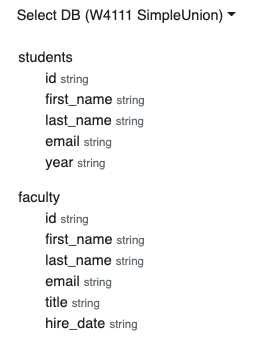 Select DB (W4111 SimpleUnion)
students
id string
first_name string
last_name string
email string
year string
faculty
id string
first_name string
last_name string
email string
title string
hire_date string